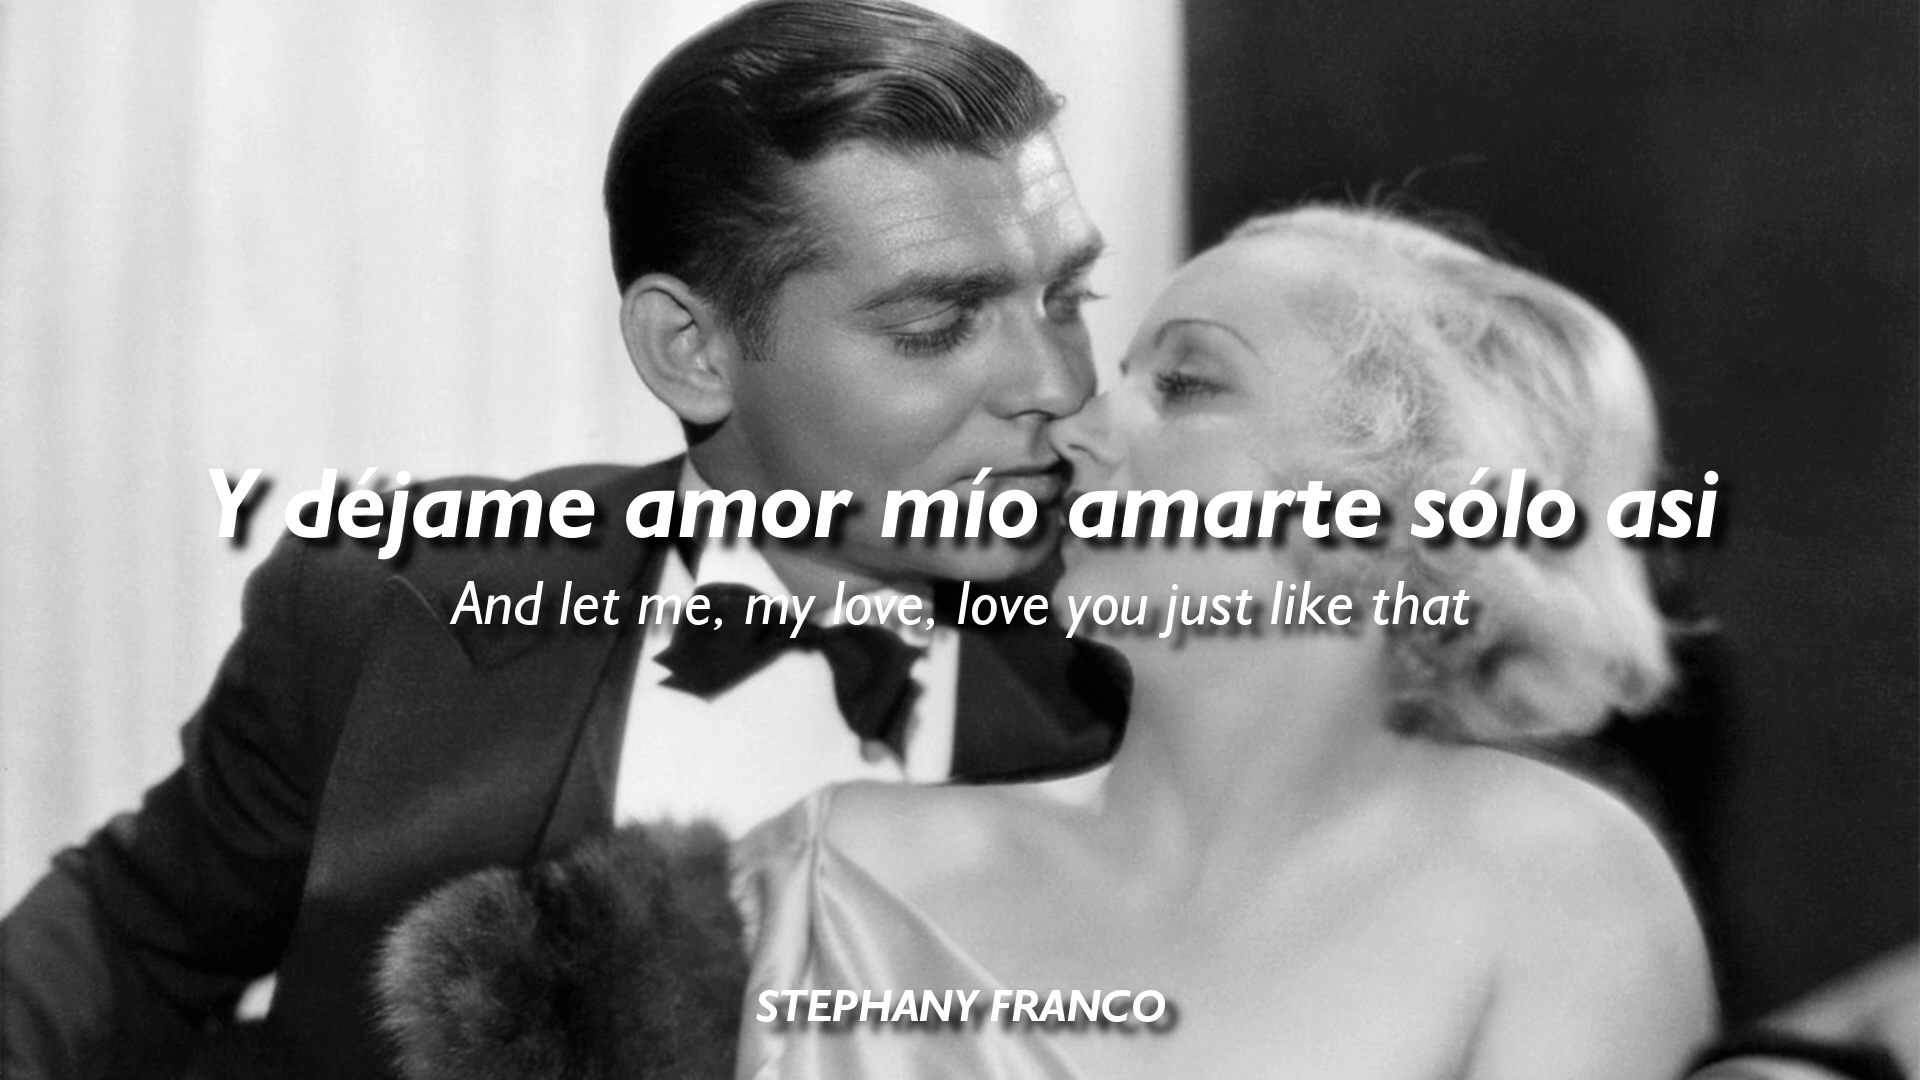 Y déjame amor mío amarte sólo asi
And let me, my love, love you just like that
STEPHANY FRANCO